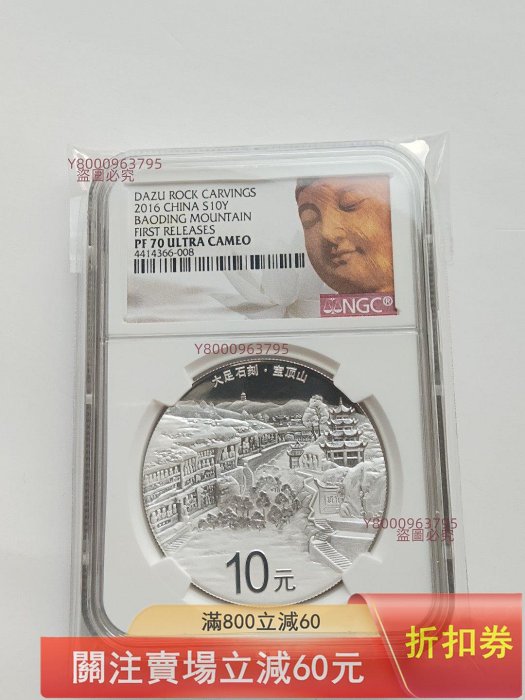 Y8000963795
盜圖必究
DAZU ROCK CARVINGS
2016 CHINA S10Y
BAODING MOUNTAIN
FIRST RELEASES
PF 70 ULTRA CAMEO
4414366-008
NGC®
Y8000963795
大足石刻·宝顶山
Y8000963795
盜圖必究
10元
滿800立減60
關注賣場立減60元
折扣券